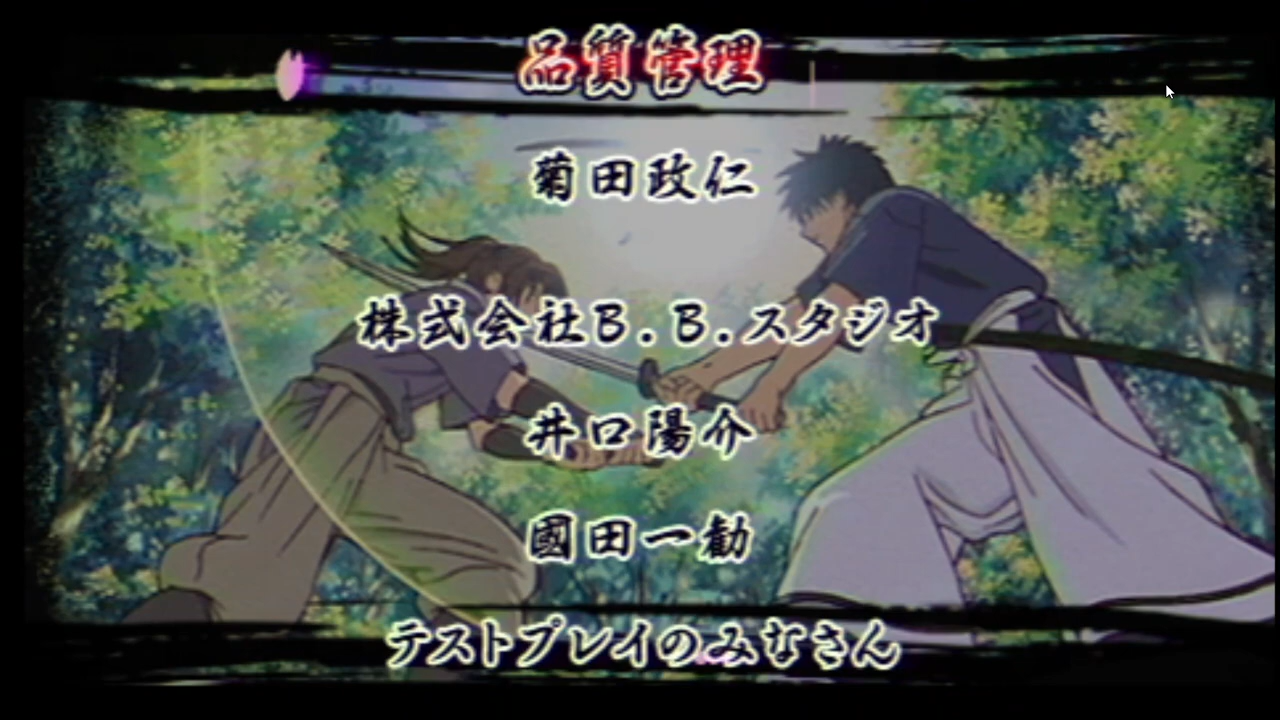 品質管理
菊田政仁
株式会社B.B.スタジオ
井口陽介
國田一勧
テストプレイのみなさん